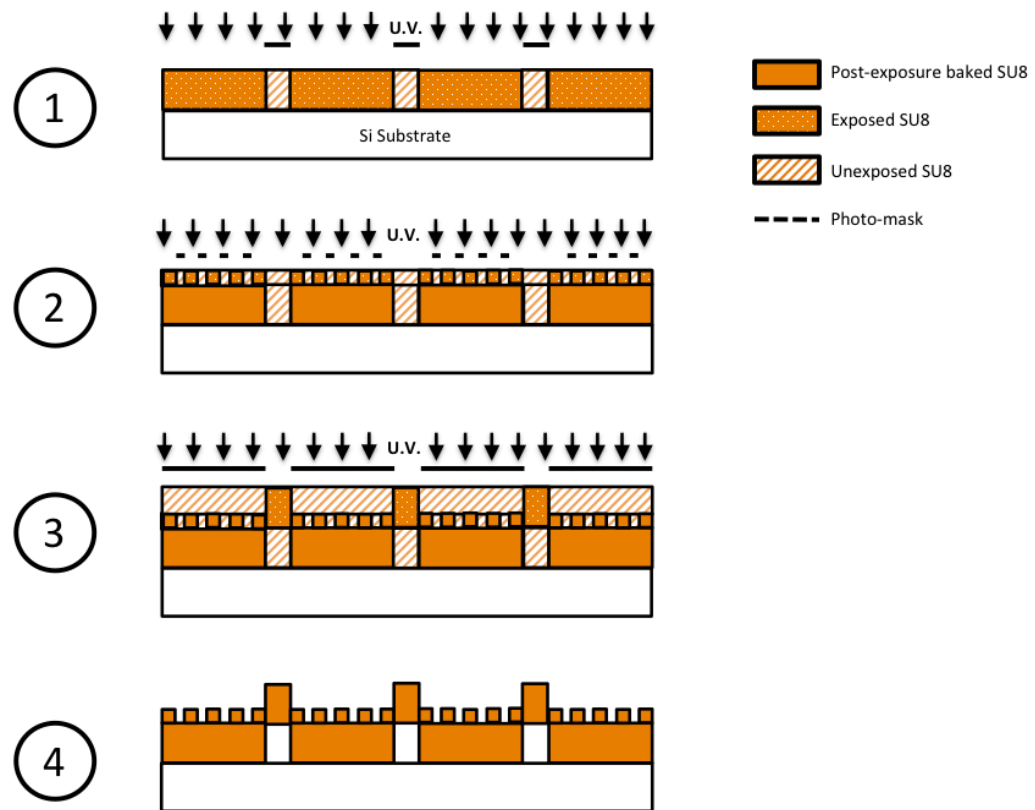 U.V.
1
Si Substrate
Post-exposure baked SU8
Exposed SU8
Unexposed SU8
Photo-mask
U.V.
2
U.V.
3
4